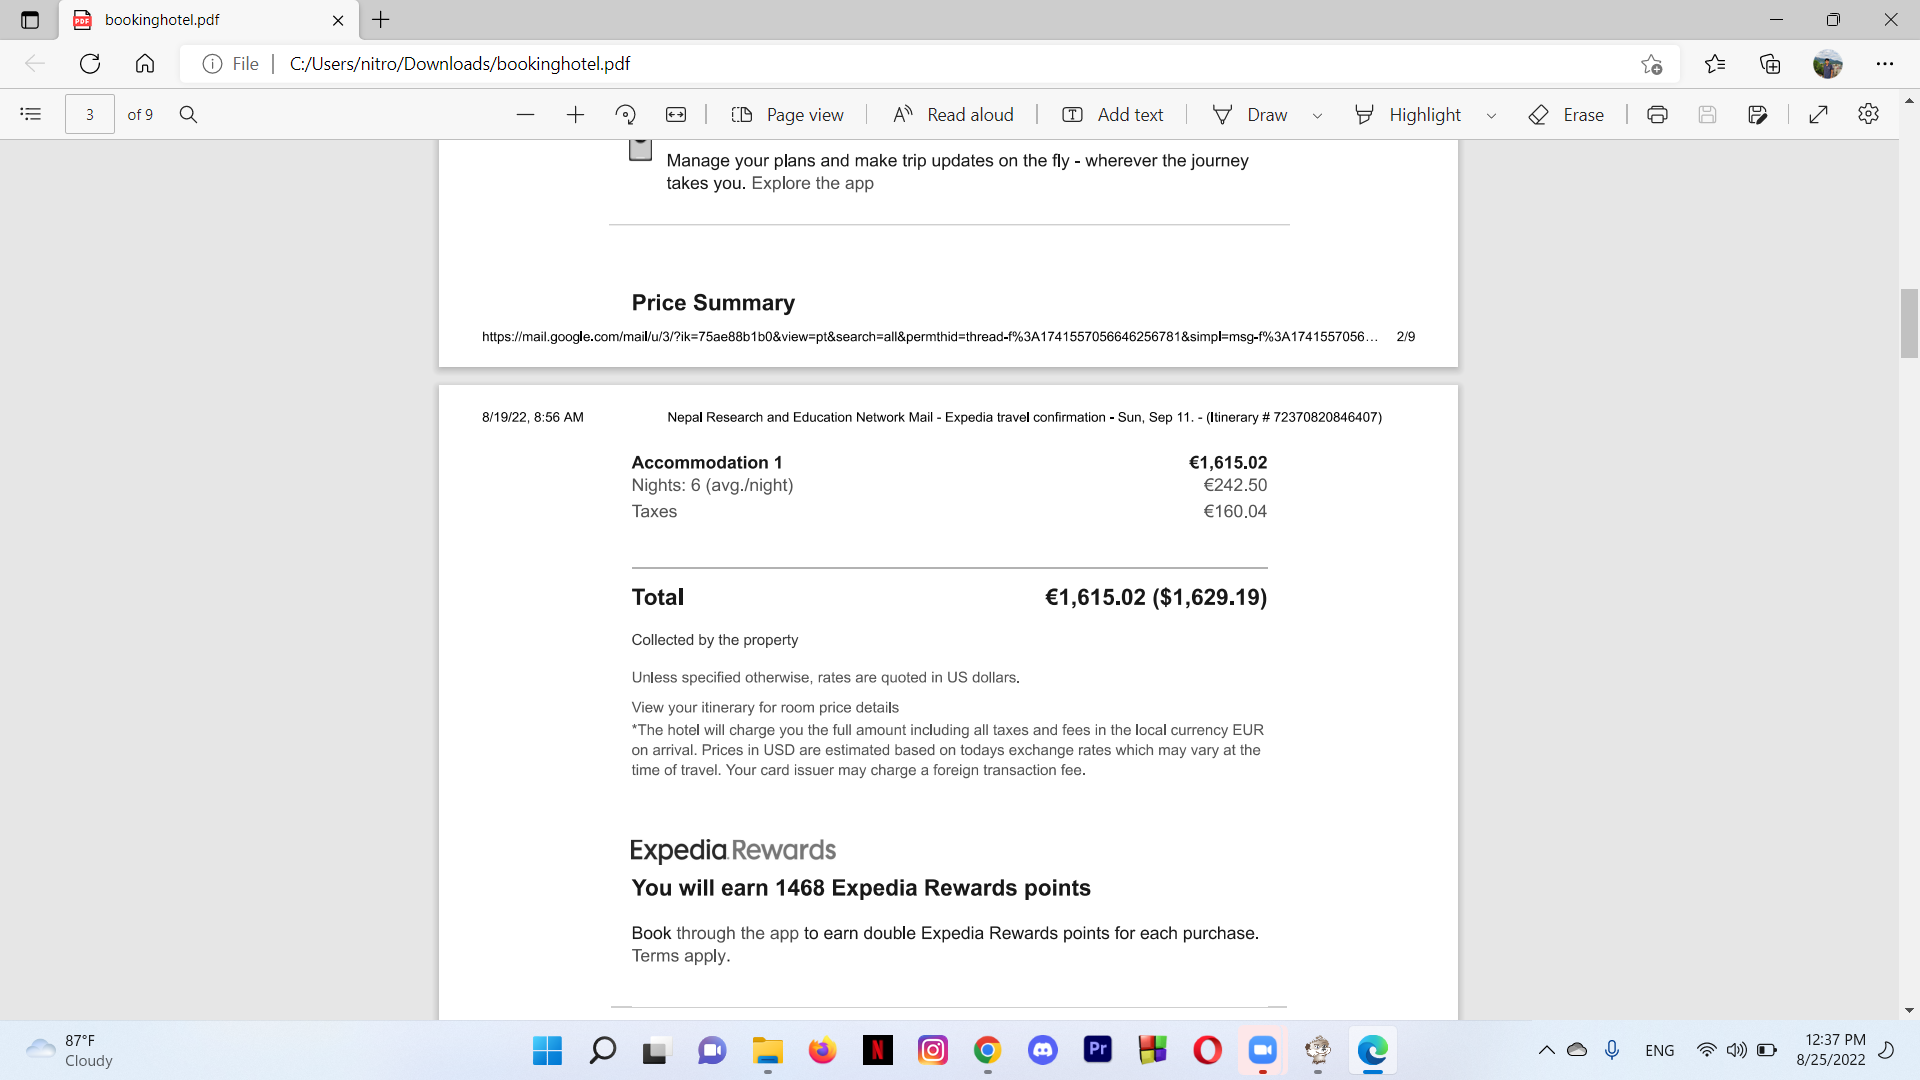 bookinghotel.pdf
File
C:/Users/nitro/Downloads/bookinghotel.pdf
3 of 9
Page view
Read aloud
Add text
Draw
Highlight
Erase
Manage your plans and make trip updates on the fly - wherever the journey
takes you. Explore the app
Price Summary
https://mail.google.com/mail/u/3/?ik=75ae88b1b0&view=pt&search=all&permthid=thread-f%3A1741557056646256781&simpl=msg-f%3A1741557056… 2/9
8/19/22, 8:56 AM Nepal Research and Education Network Mail - Expedia travel confirmation - Sun, Sep 11. - (Itinerary # 72370820846407)
Accommodation 1 €1,615.02
Nights: 6 (avg./night) €242.50
Taxes €160.04
Total €1,615.02 ($1,629.19)
Collected by the property
Unless specified otherwise, rates are quoted in US dollars.
View your itinerary for room price details
*The hotel will charge you the full amount including all taxes and fees in the local currency EUR
on arrival. Prices in USD are estimated based on todays exchange rates which may vary at the
time of travel. Your card issuer may charge a foreign transaction fee.
Expedia Rewards
You will earn 1468 Expedia Rewards points
Book through the app to earn double Expedia Rewards points for each purchase.
Terms apply.
87°F
Cloudy
Pr
ENG
12:37 PM
8/25/2022